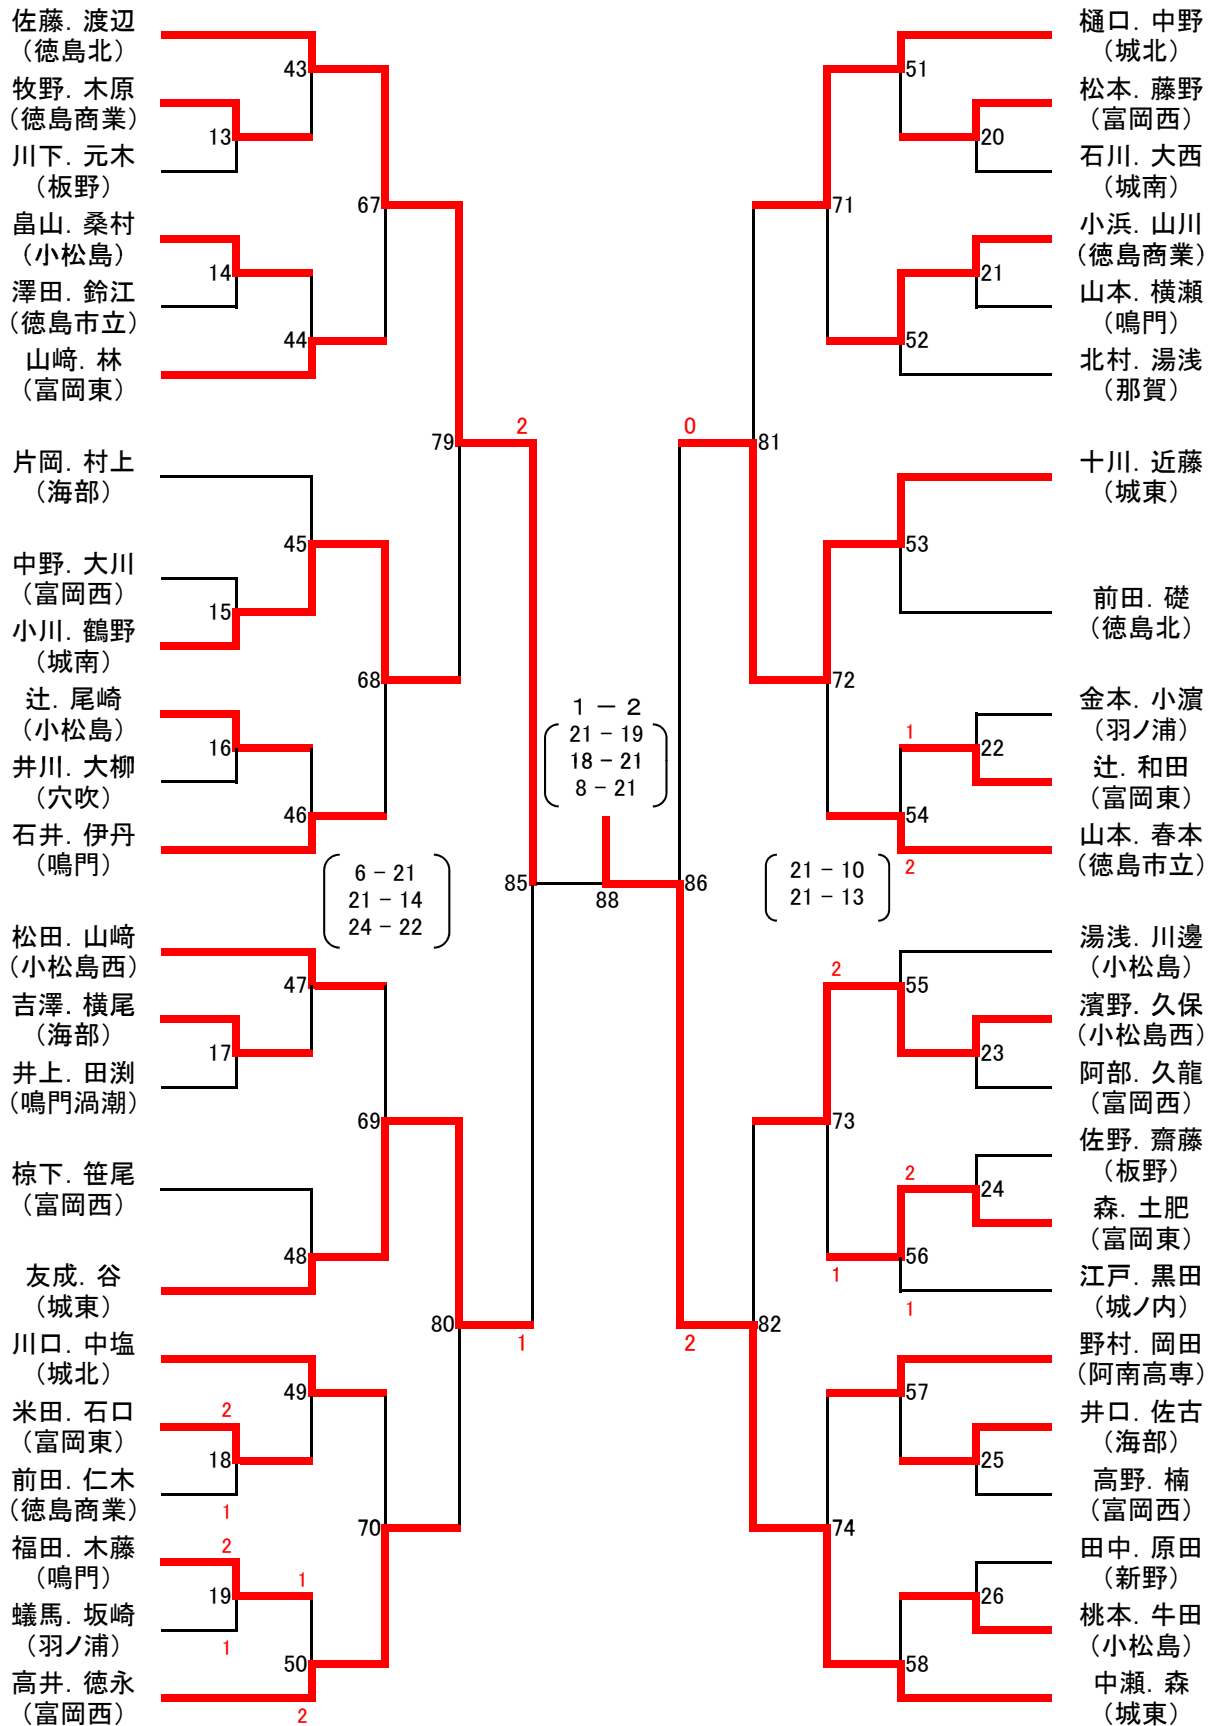 佐藤．渡辺
（徳島北）
43
牧野．木原
（徳島商業）
13
川下．元木
（板野）
67
畠山．桑村
（小松島）
14
澤田．鈴江
（徳島市立）
44
山﨑．林
（富岡東）
79
2
片岡．村上
（海部）
45
中野．大川
（富岡西）
15
小川．鶴野
（城南）
68
辻．尾崎
（小松島）
16
井川．大柳
（穴吹）
46
石井．伊丹
（鳴門）
6－21
21－14
24－22
85
松田．山﨑
（小松島西）
47
吉澤．横尾
（海部）
17
井上．田渕
（鳴門渦潮）
69
椋下．笹尾
（富岡西）
48
友成．谷
（城東）
80
1
川口．中塩
（城北）
49
米田．石口
（富岡東）
2
18
前田．仁木
（徳島商業）
1
70
福田．木藤
（鳴門）
2
1
19
蟻馬．坂崎
（羽ノ浦）
1
50
高井．徳永
（富岡西）
2
1－2
21－19
18－21
8－21
88
樋口．中野
（城北）
51
松本．藤野
（富岡西）
20
石川．大西
（城南）
71
小浜．山川
（徳島商業）
21
山本．横瀬
（鳴門）
52
北村．湯浅
（那賀）
0
81
十川．近藤
（城東）
53
前田．礎
（徳島北）
72
金本．小濵
（羽ノ浦）
1
22
辻．和田
（富岡東）
54
山本．春本
（徳島市立）
2
21－10
21－13
86
湯浅．川邊
（小松島）
2
55
濱野．久保
（小松島西）
23
阿部．久龍
（富岡西）
73
佐野．齋藤
（板野）
2
24
森．土肥
（富岡東）
56
1
江戸．黒田
（城ノ内）
1
82
2
野村．岡田
（阿南高専）
57
井口．佐古
（海部）
25
高野．楠
（富岡西）
74
田中．原田
（新野）
26
桃本．牛田
（小松島）
58
中瀬．森
（城東）